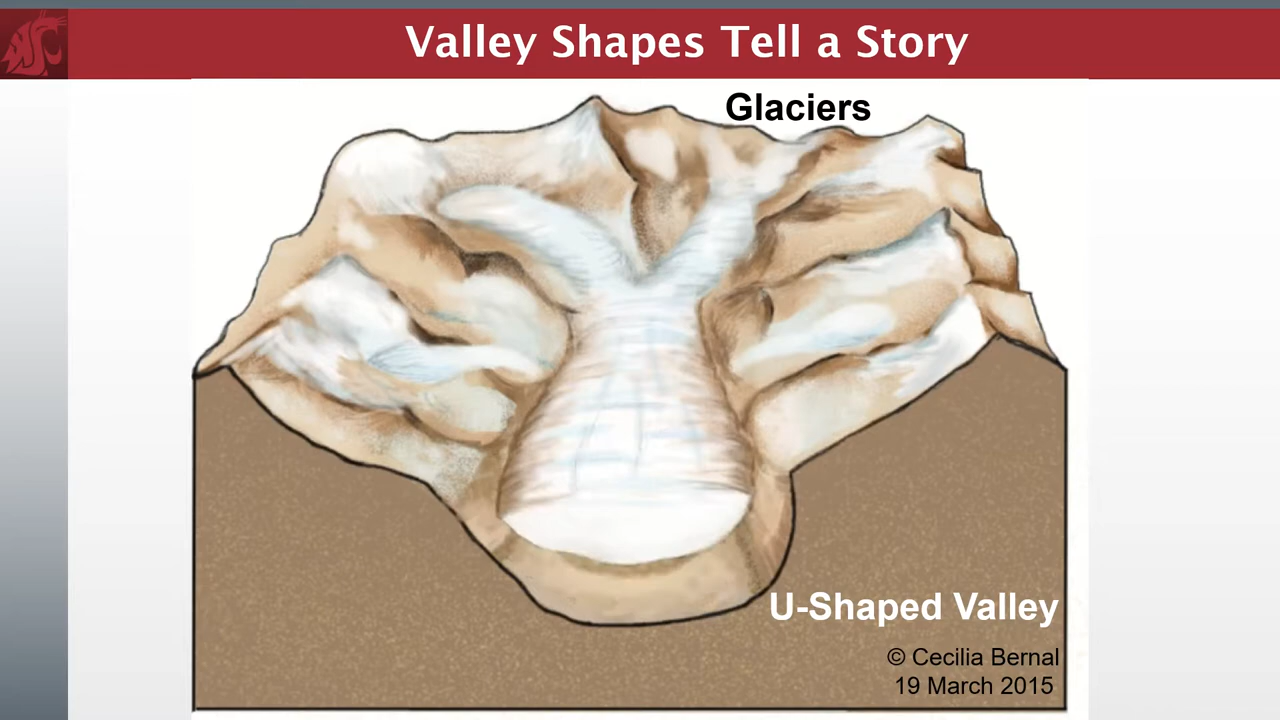 Valley Shapes Tell a Story
Glaciers
U-Shaped Valley
© Cecilia Bernal
19 March 2015